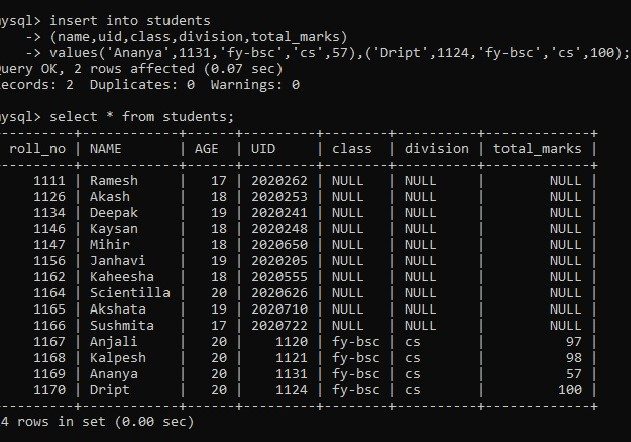 mysql> insert into students
    -> (name,uid,class,division,total_marks)
    -> values('Ananya',1131,'fy-bsc','cs',57),('Dript',1124,'fy-bsc','cs',100);
Query OK, 2 rows affected (0.07 sec)
ecords: 2  Duplicates: 0  Warnings: 0
mysql> select * from students;
-----------+------------+-----+---------+--------+----------+-------------+
roll_no | NAME | AGE | UID | class | division | total_marks |
-----------+------------+-----+---------+--------+----------+-------------+
1111 | Ramesh | 17 | 2020262 | NULL | NULL | NULL |
1126 | Akash | 18 | 2020253 | NULL | NULL | NULL |
1134 | Deepak | 19 | 2020241 | NULL | NULL | NULL |
1146 | Kaysan | 18 | 2020248 | NULL | NULL | NULL |
1147 | Mihir | 18 | 2020650 | NULL | NULL | NULL |
1156 | Janhavi | 19 | 2020205 | NULL | NULL | NULL |
1162 | Kaheesha | 18 | 2020555 | NULL | NULL | NULL |
1164 | Scientilla | 20 | 2020626 | NULL | NULL | NULL |
1165 | Akshata | 19 | 2020710 | NULL | NULL | NULL |
1166 | Sushmita | 17 | 2020722 | NULL | NULL | NULL |
1167 | Anjali | 20 | 1120 | fy-bsc | cs | 97 |
1168 | Kalpesh | 20 | 1121 | fy-bsc | cs | 98 |
1169 | Ananya | 20 | 1131 | fy-bsc | cs | 57 |
1170 | Dript | 20 | 1124 | fy-bsc | cs | 100 |
-----------+------------+-----+---------+--------+----------+-------------+
4 rows in set (0.00 sec)